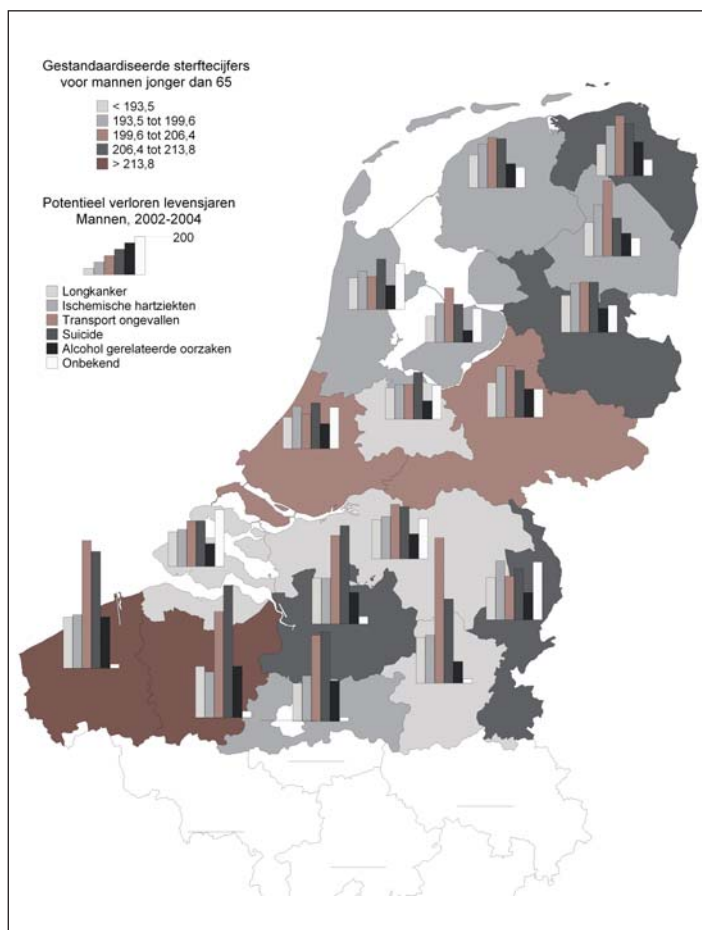 Gestandaardiseerde sterftecijfers
voor mannen jonger dan 65
< 193,5
193,5 tot 199,6
199,6 tot 206,4
206,4 tot 213,8
> 213,8
Potentieel verloren levensjaren
Mannen, 2002-2004
200
Longkanker
Ischemische hartziekten
Transport ongevallen
Suicide
Alcohol gerelateerde oorzaken
Onbekend